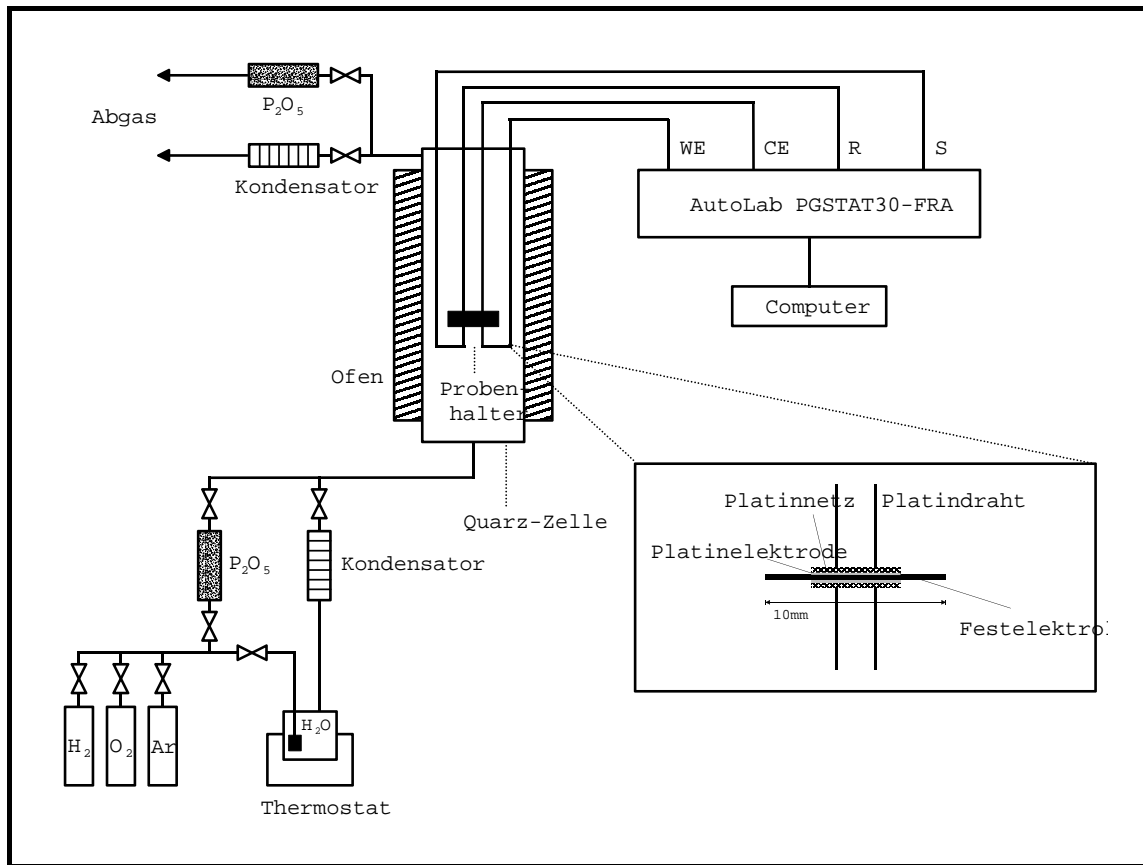 P₂O₅
Abgas
Kondensator
WE CE R S
AutoLab PGSTAT30-FRA
Computer
Ofen
Proben-
halter
Quarz-Zelle
Platinnetz Platindraht
Platinelektrode
10mm
Festelektrol
P₂O₅
Kondensator
H₂ O₂ Ar
H₂O
Thermostat